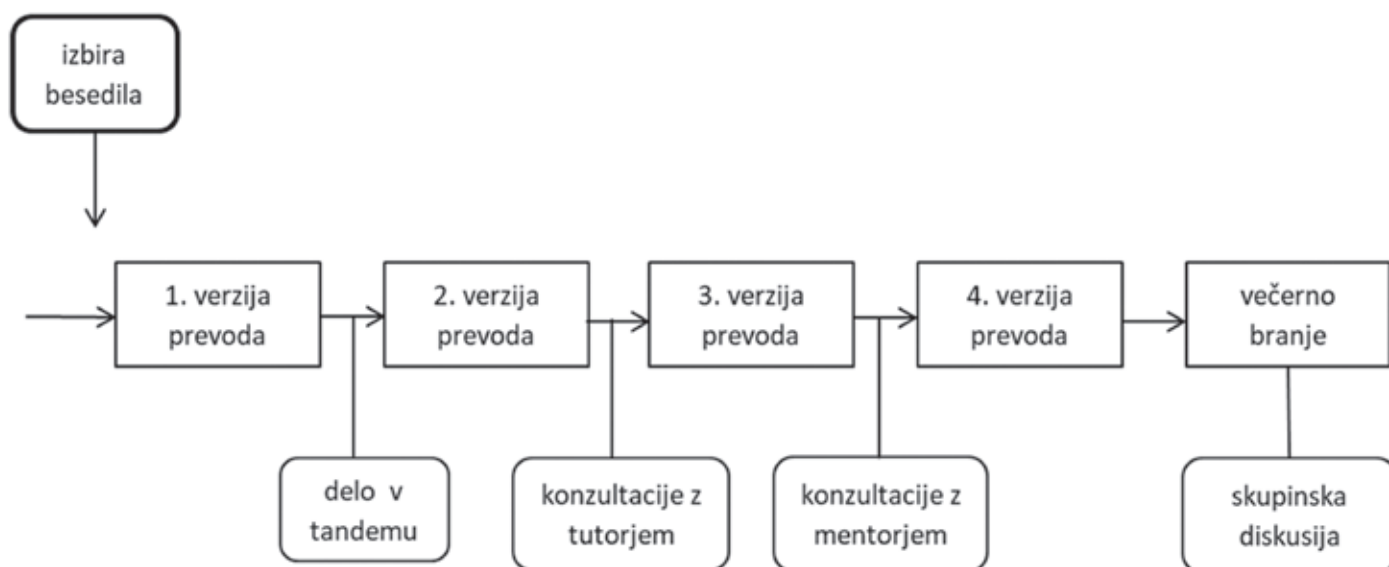 izbira
besedila
1. verzija
prevoda
2. verzija
prevoda
3. verzija
prevoda
4. verzija
prevoda
večerno
branje
delo v
tandemu
konzultacije z
tutorjem
konzultacije z
mentorjem
skupinska
diskusija